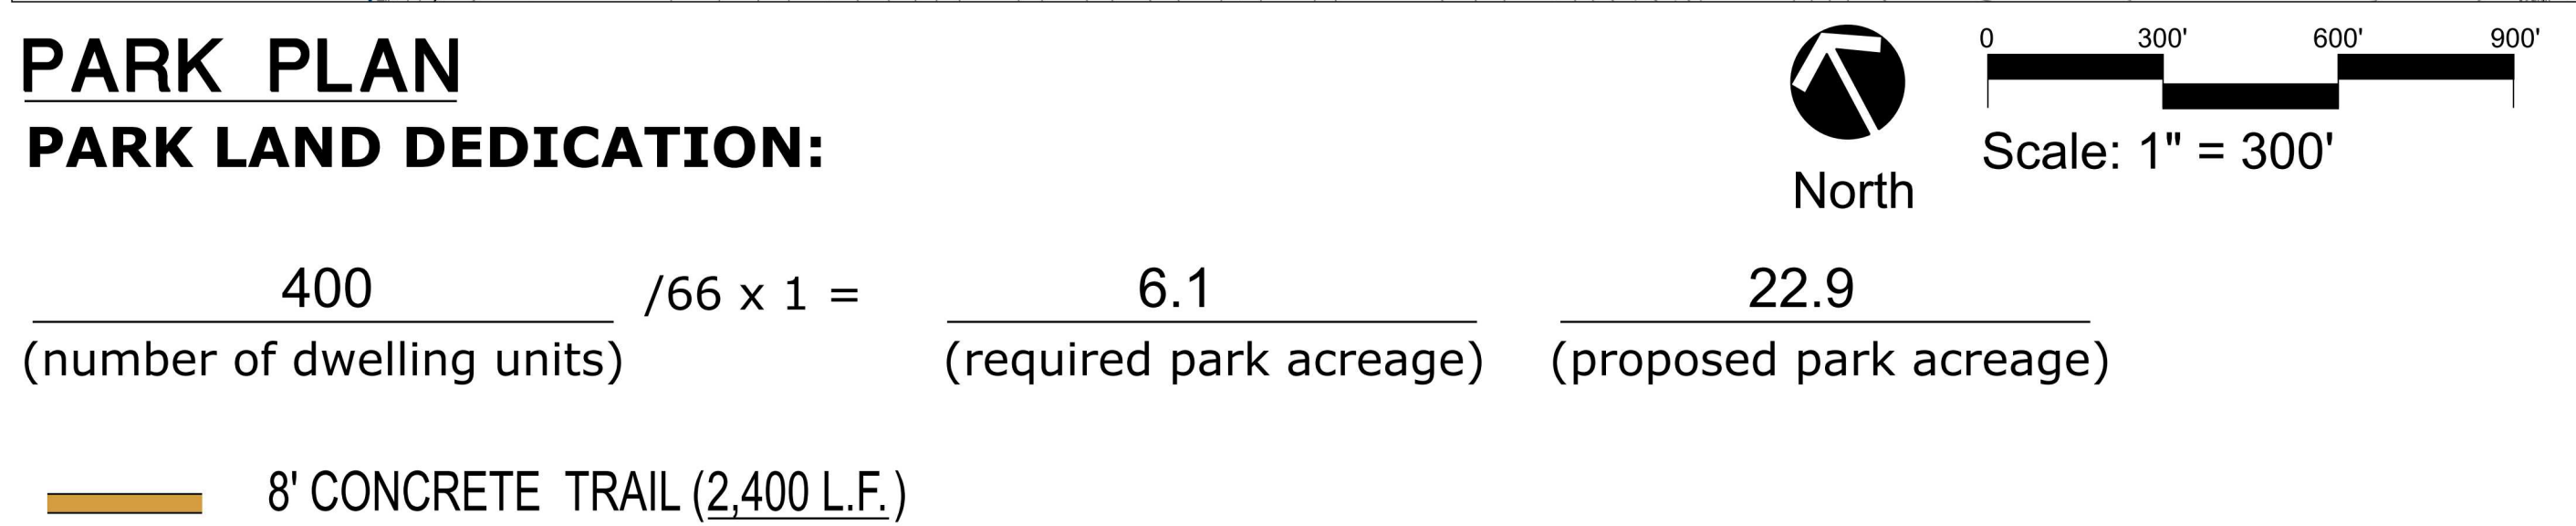 PARK PLAN
PARK LAND DEDICATION:
North
0 300' 600' 900'
Scale: 1" = 300'
400 /66 x 1 = 6.1 22.9
(number of dwelling units) (required park acreage) (proposed park acreage)
8' CONCRETE TRAIL (2,400 L.F.)